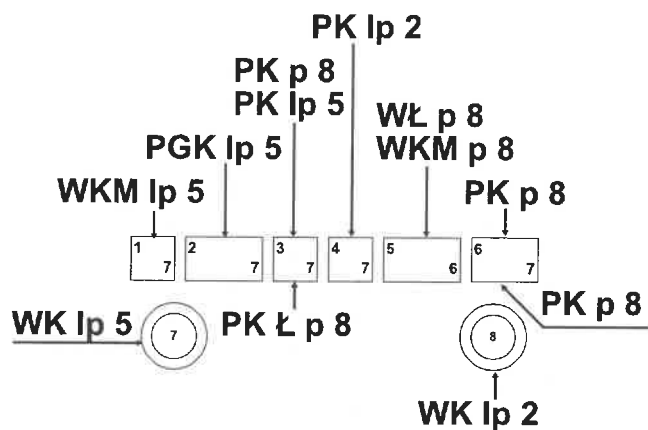 PK lp 2
PK p 8
PK lp 5
WŁ p 8
WKM p 8
PGK lp 5
WKM lp 5
PK p 8
1 7
2 7
3 7
4 7
5 6
6 7
WK lp 5
7
PK Ł p 8
8
PK p 8
WK lp 2